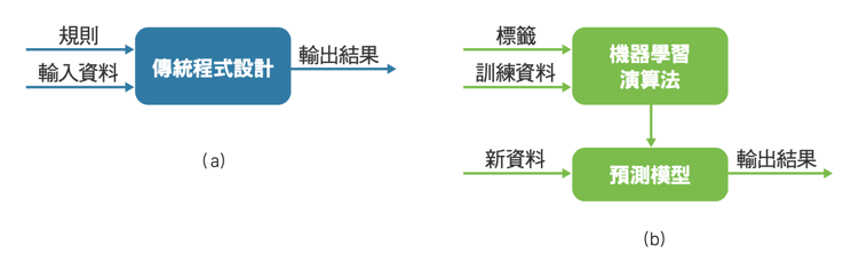 規則
輸入資料
傳統程式設計
輸出結果
(a)
標籤
訓練資料
機器學習
演算法
新資料
預測模型
輸出結果
(b)